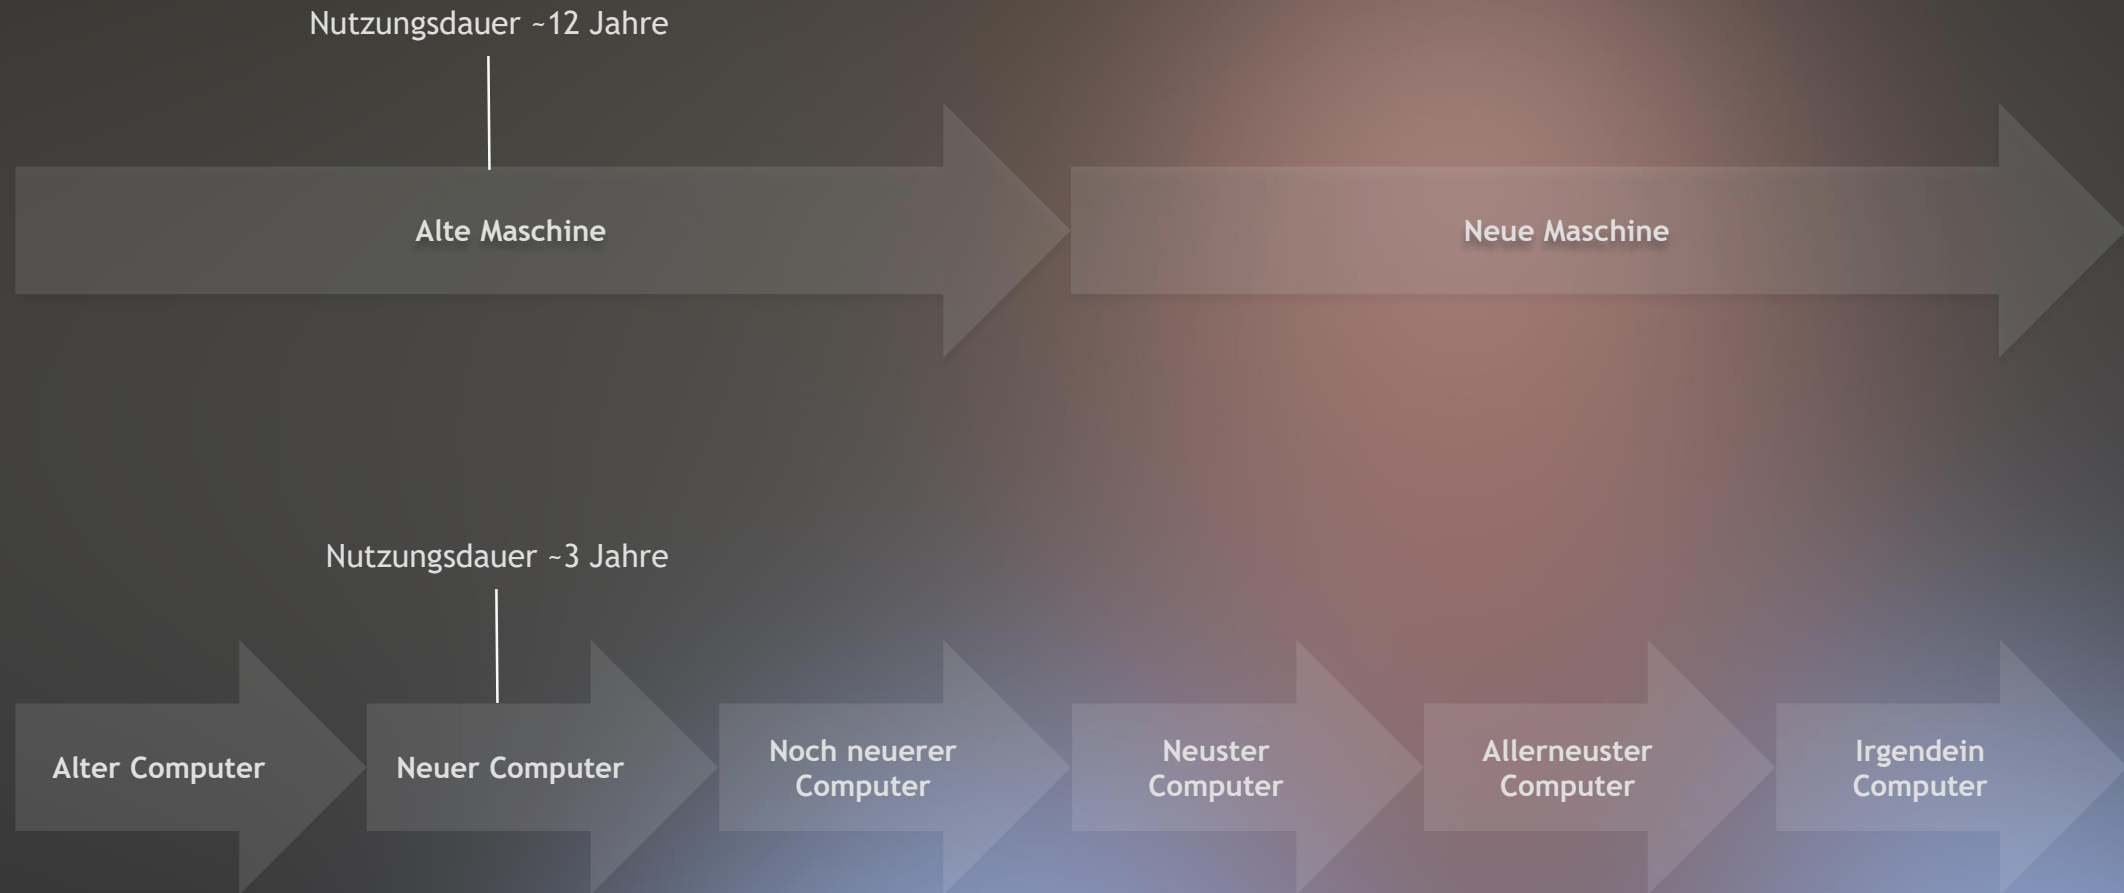 Nutzungsdauer ~12 Jahre
Alte Maschine
Neue Maschine
Nutzungsdauer ~3 Jahre
Alter Computer
Neuer Computer
Noch neuerer
Computer
Neuster
Computer
Allerneuster
Computer
Irgendein
Computer